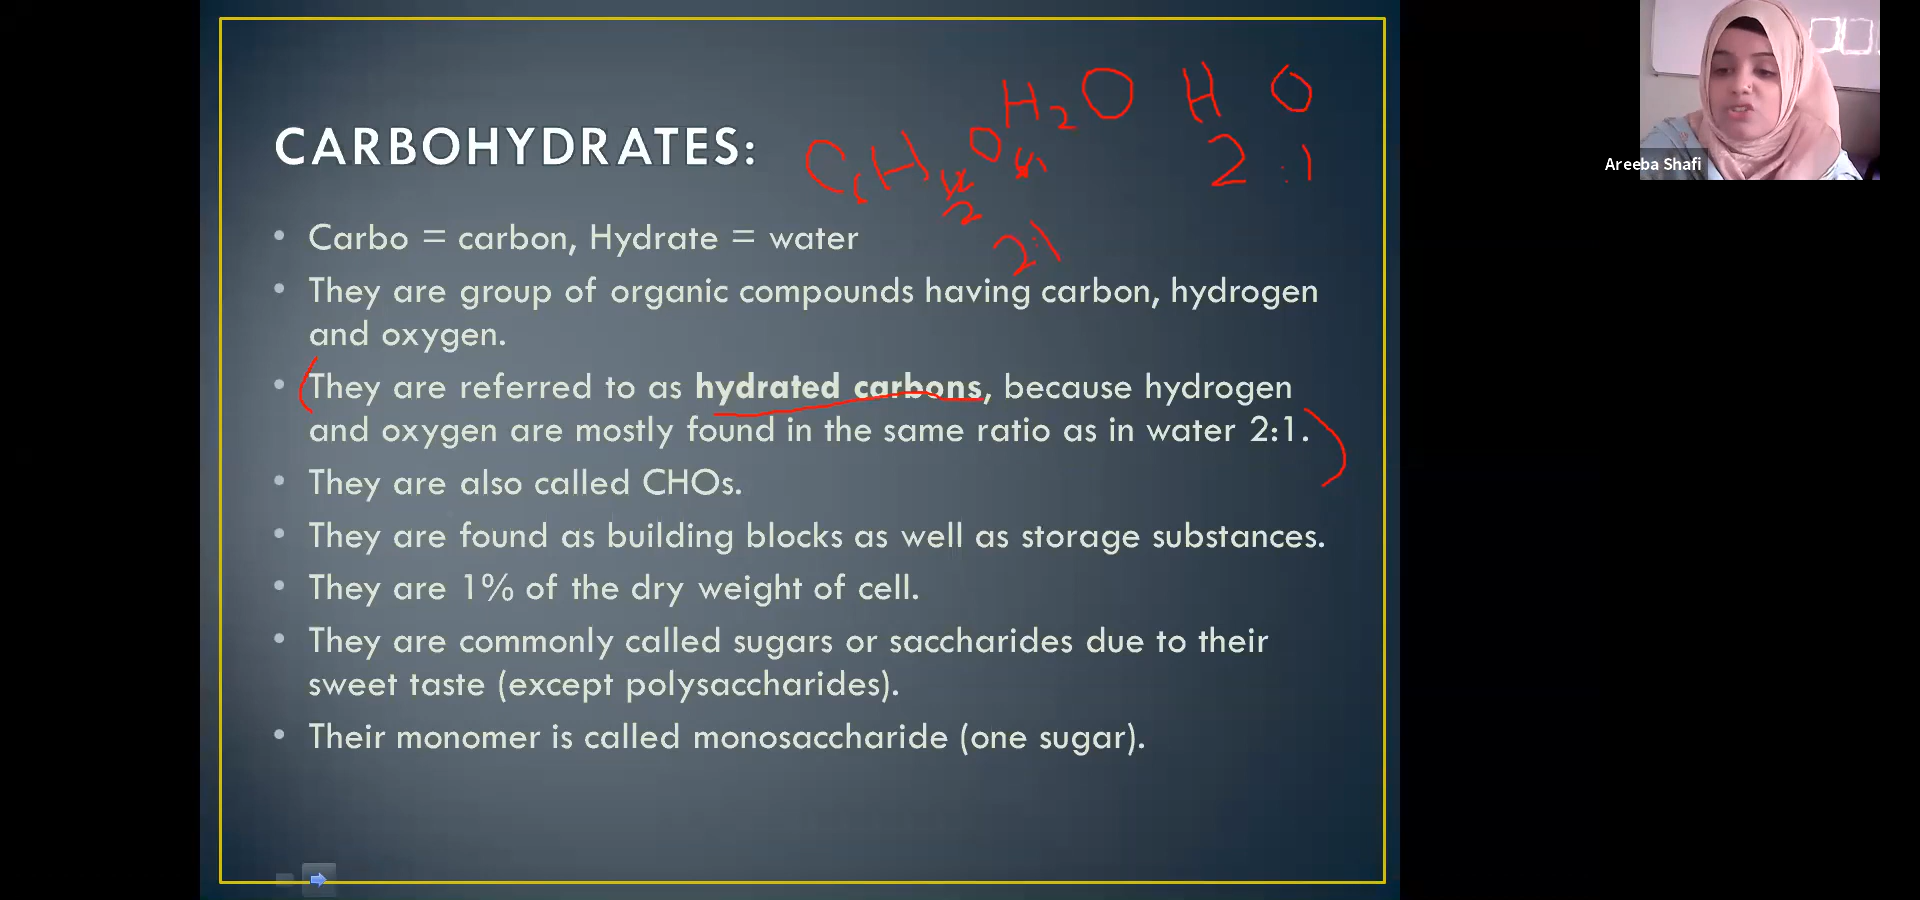 H₂O H O
CARBOHYDRATES:
C₆H₁₂O₆
2 : 1
2
2:1
• Carbo = carbon, Hydrate = water
• They are group of organic compounds having carbon, hydrogen
and oxygen.
• They are referred to as hydrated carbons, because hydrogen
and oxygen are mostly found in the same ratio as in water 2:1.
• They are also called CHOs.
• They are found as building blocks as well as storage substances.
• They are 1% of the dry weight of cell.
• They are commonly called sugars or saccharides due to their
sweet taste (except polysaccharides).
• Their monomer is called monosaccharide (one sugar).
Areeba Shafi